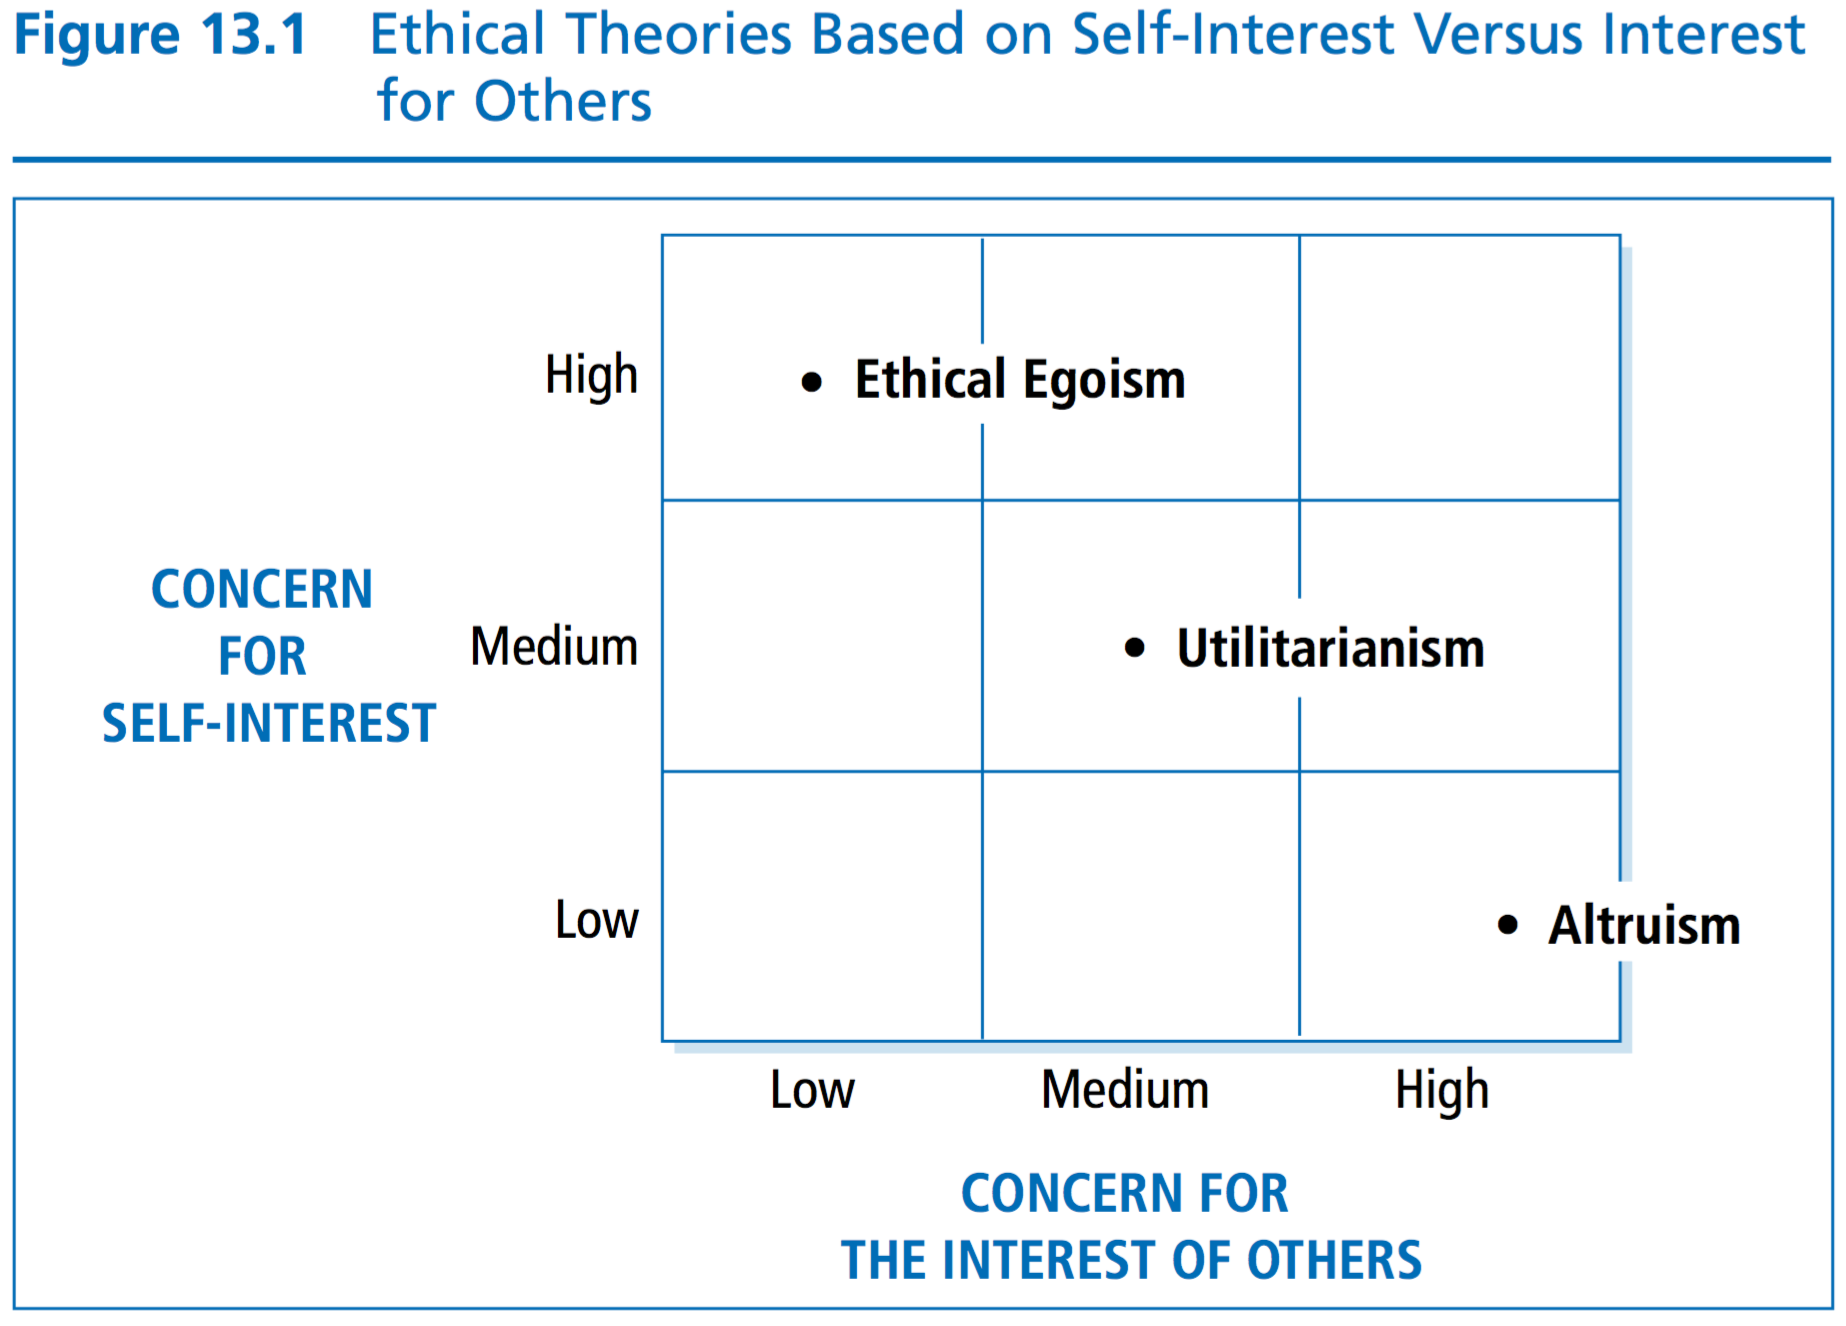 Figure 13.1 Ethical Theories Based on Self-Interest Versus Interest
for Others
High
• Ethical Egoism
CONCERN
FOR
SELF-INTEREST
Medium
• Utilitarianism
Low
• Altruism
Low Medium High
CONCERN FOR
THE INTEREST OF OTHERS